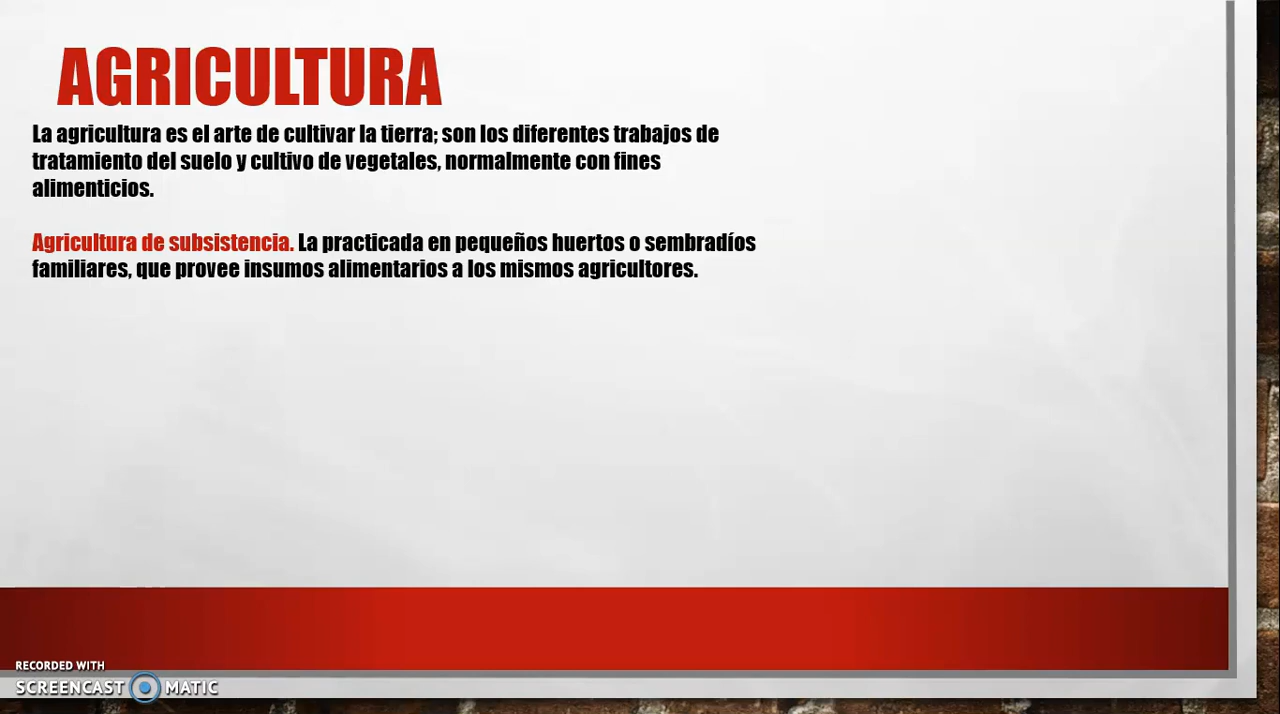 AGRICULTURA
La agricultura es el arte de cultivar la tierra; son los diferentes trabajos de
tratamiento del suelo y cultivo de vegetales, normalmente con fines
alimenticios.
Agricultura de subsistencia. La practicada en pequeños huertos o sembradíos
familiares, que provee insumos alimentarios a los mismos agricultores.
RECORDED WITH
SCREENCAST MATIC